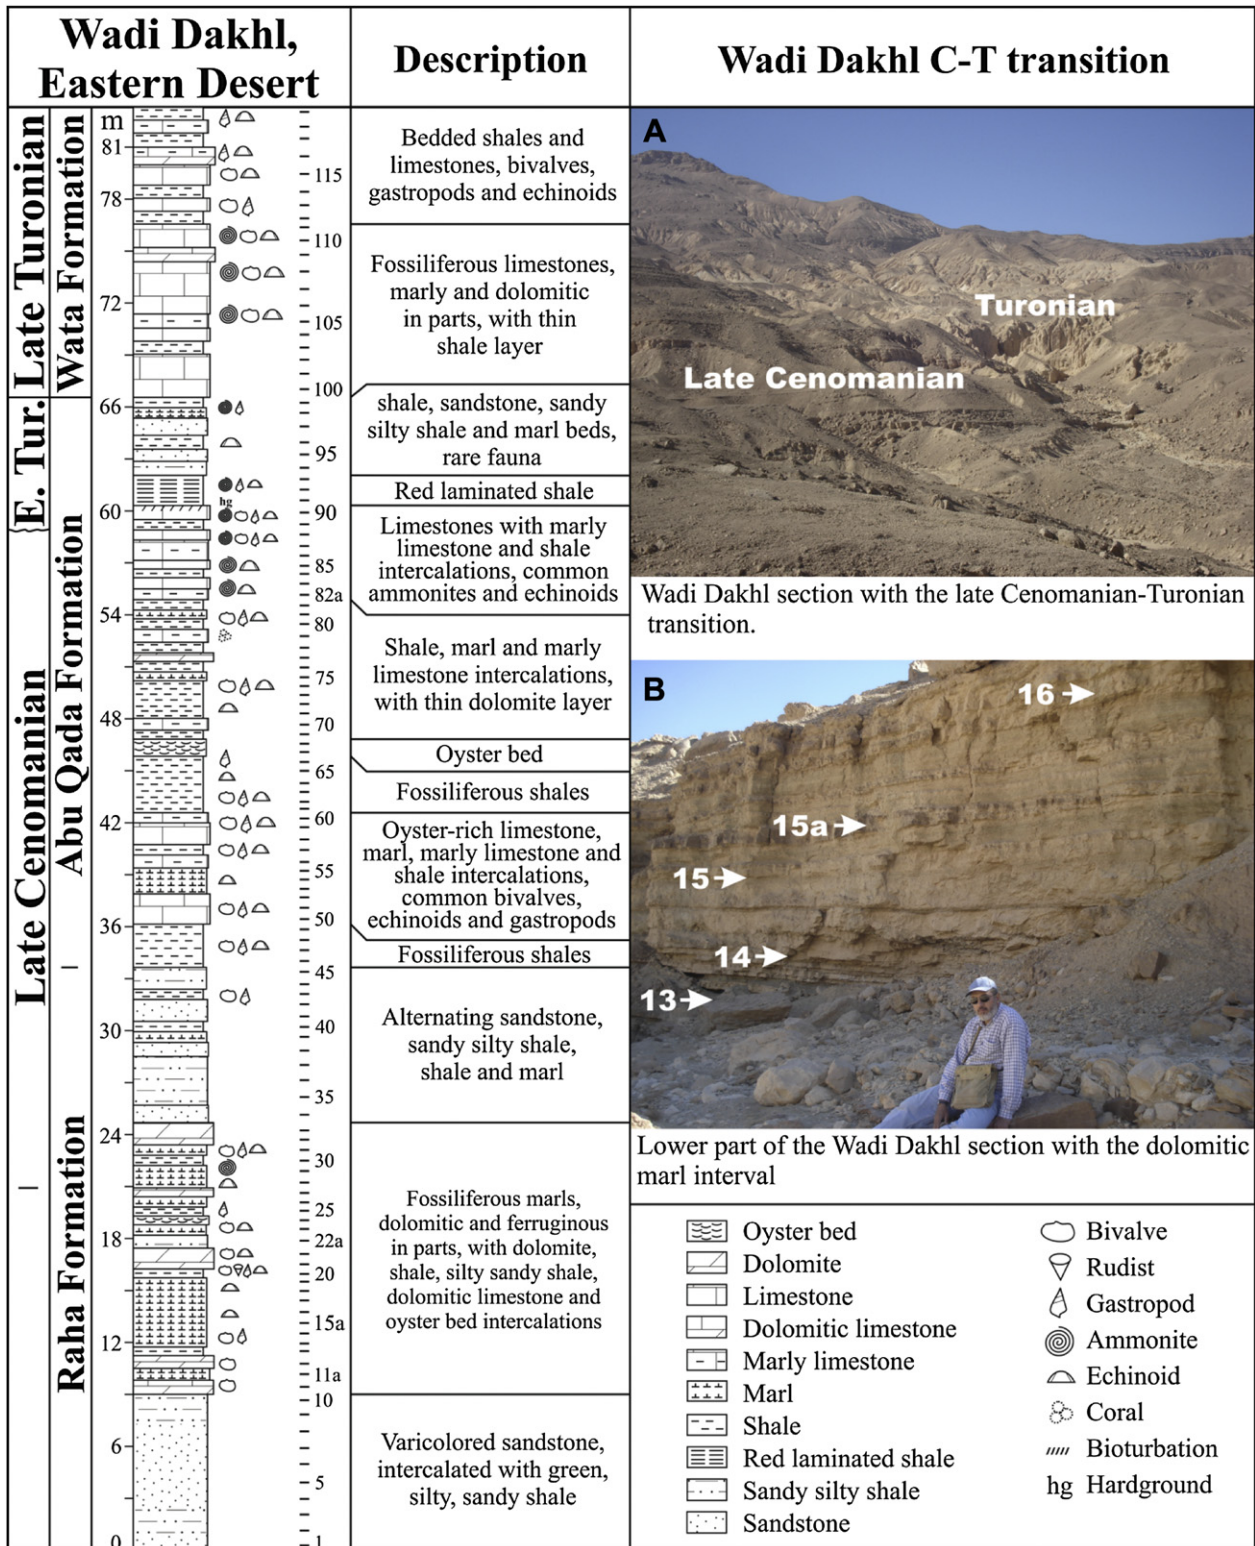 Wadi Dakhl,
Eastern Desert
Description
Wadi Dakhl C-T transition
Late Turonian
E. Tur.
Late Cenomanian
Wata Formation
Abu Qada Formation
Raha Formation
m
81
78
72
66
60
54
48
42
36
30
24
18
12
6
0
hg
115
110
105
100
95
90
85
82a
80
75
70
65
60
55
50
45
40
35
30
25
22a
20
15a
11a
10
5
1
Bedded shales and
limestones, bivalves,
gastropods and echinoids
Fossiliferous limestones,
marly and dolomitic
in parts, with thin
shale layer
shale, sandstone, sandy
silty shale and marl beds,
rare fauna
Red laminated shale
Limestones with marly
limestone and shale
intercalations, common
ammonites and echinoids
Shale, marl and marly
limestone intercalations,
with thin dolomite layer
Oyster bed
Fossiliferous shales
Oyster-rich limestone,
marl, marly limestone and
shale intercalations,
common bivalves,
echinoids and gastropods
Fossiliferous shales
Alternating sandstone,
sandy silty shale,
shale and marl
Fossiliferous marls,
dolomitic and ferruginous
in parts, with dolomite,
shale, silty sandy shale,
dolomitic limestone and
oyster bed intercalations
Varicolored sandstone,
intercalated with green,
silty, sandy shale
A
Turonian
Late Cenomanian
Wadi Dakhl section with the late Cenomanian-Turonian
transition.
B
16
15a
15
14
13
Lower part of the Wadi Dakhl section with the dolomitic
marl interval
Oyster bed
Dolomite
Limestone
Dolomitic limestone
Marly limestone
Marl
Shale
Red laminated shale
Sandy silty shale
Sandstone
Bivalve
Rudist
Gastropod
Ammonite
Echinoid
Coral
Bioturbation
hg Hardground